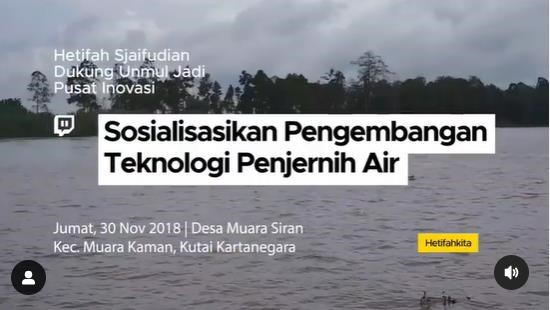 Hetifah Sjaifudian
Dukung Unmul Jadi
Pusat Inovasi
Sosialisasikan Pengembangan
Teknologi Penjernih Air
Jumat, 30 Nov 2018 | Desa Muara Siran
Kec. Muara Kaman, Kutai Kartanegara
Hetifahkita